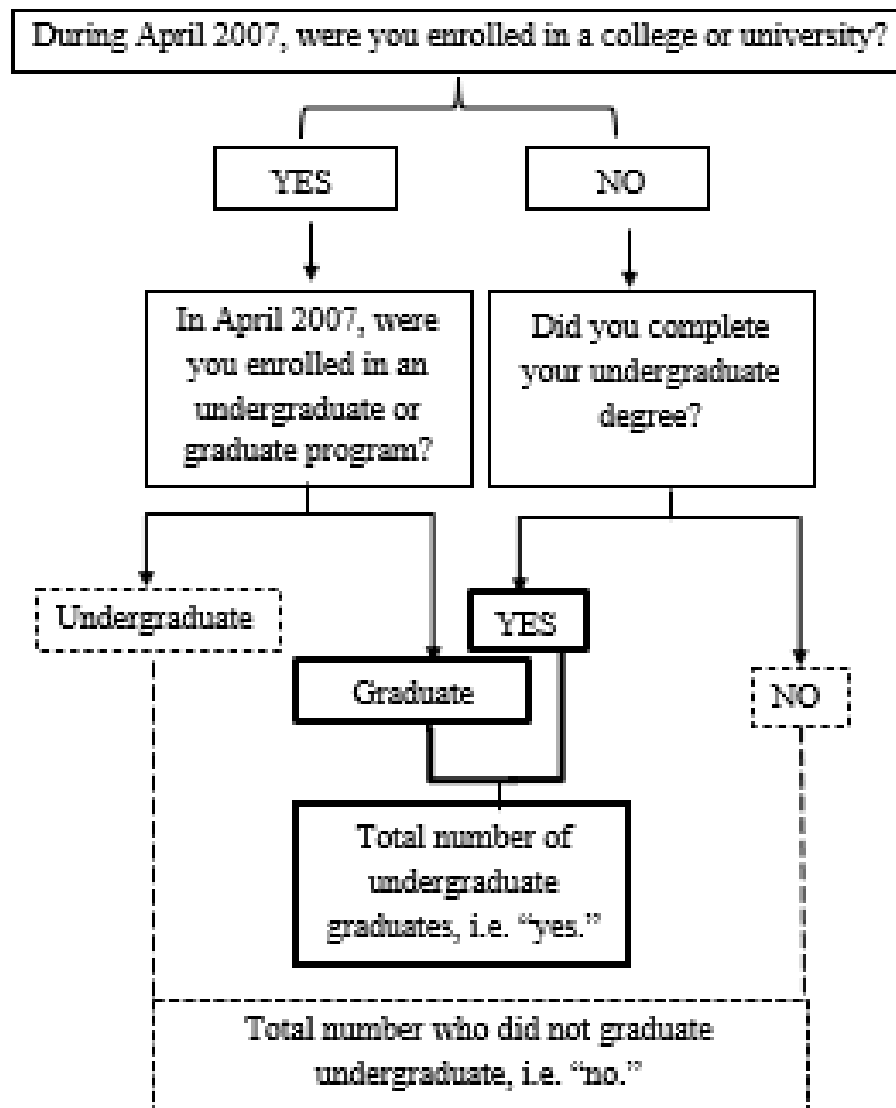 During April 2007, were you enrolled in a college or university?
YES
NO
In April 2007, were
you enrolled in an
undergraduate or
graduate program?
Did you complete
your undergraduate
degree?
Undergraduate
YES
Graduate
NO
Total number of
undergraduate
graduates, i.e. “yes.”
Total number who did not graduate
undergraduate, i.e. “no.”